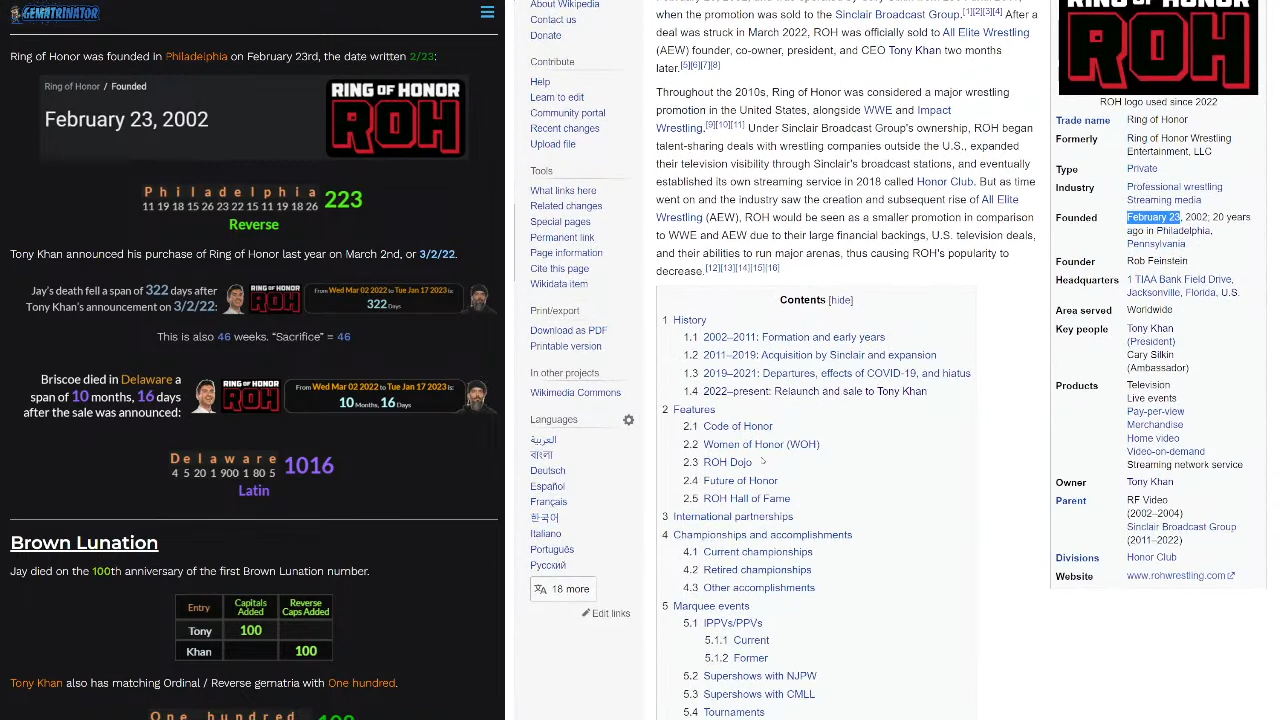 GEMATRINATOR
Ring of Honor was founded in Philadelphia on February 23rd, the date written 2/23:
Ring of Honor / Founded
February 23, 2002
RING OF HONOR
ROH
P h i l a d e l p h i a 223
11 19 18 15 26 23 22 15 11 19 18 26
Reverse
Tony Khan announced his purchase of Ring of Honor last year on March 2nd, or 3/2/22.
Jay's death fell a span of 322 days after
Tony Khan's announcement on 3/2/22:
RING OF HONOR
ROH
From Wed Mar 02 2022 to Tue Jan 17 2023 is:
322 Days
This is also 46 weeks. "Sacrifice" = 46
Briscoe died in Delaware a
span of 10 months, 16 days
after the sale was announced:
RING OF HONOR
ROH
From Wed Mar 02 2022 to Tue Jan 17 2023 is:
10 Months, 16 Days
D e l a w a r e 1016
4 5 20 1 900 1 80 5
Latin
Brown Lunation
Jay died on the 100th anniversary of the first Brown Lunation number.
Entry Capitals Added Reverse Caps Added
Tony 100
Khan 100
Tony Khan also has matching Ordinal / Reverse gematria with One hundred.
O n e h u n d r e d
About Wikipedia
Contact us
Donate
Contribute
Help
Learn to edit
Community portal
Recent changes
Upload file
Tools
What links here
Related changes
Special pages
Permanent link
Page information
Cite this page
Wikidata item
Print/export
Download as PDF
Printable version
In other projects
Wikimedia Commons
Languages
العربية
বাংলা
Deutsch
Español
Français
한국어
Italiano
Português
Русский
18 more
Edit links
when the promotion was sold to the Sinclair Broadcast Group.[1][2][3][4] After a
deal was struck in March 2022, ROH was officially sold to All Elite Wrestling
(AEW) founder, co-owner, president, and CEO Tony Khan two months
later.[5][6][7][8]
Throughout the 2010s, Ring of Honor was considered a major wrestling
promotion in the United States, alongside WWE and Impact
Wrestling.[9][10][11] Under Sinclair Broadcast Group's ownership, ROH began
talent-sharing deals with wrestling companies outside the U.S., expanded
their television visibility through Sinclair's broadcast stations, and eventually
established its own streaming service in 2018 called Honor Club. But as time
went on and the industry saw the creation and subsequent rise of All Elite
Wrestling (AEW), ROH would be seen as a smaller promotion in comparison
to WWE and AEW due to their large financial backings, U.S. television deals,
and their abilities to run major arenas, thus causing ROH's popularity to
decrease.[12][13][14][15][16]
Contents [hide]
1 History
1.1 2002–2011: Formation and early years
1.2 2011–2019: Acquisition by Sinclair and expansion
1.3 2019–2021: Departures, effects of COVID-19, and hiatus
1.4 2022–present: Relaunch and sale to Tony Khan
2 Features
2.1 Code of Honor
2.2 Women of Honor (WOH)
2.3 ROH Dojo
2.4 Future of Honor
2.5 ROH Hall of Fame
3 International partnerships
4 Championships and accomplishments
4.1 Current championships
4.2 Retired championships
4.3 Other accomplishments
5 Marquee events
5.1 IPPVs/PPVs
5.1.1 Current
5.1.2 Former
5.2 Supershows with NJPW
5.3 Supershows with CMLL
5.4 Tournaments
ROH
ROH logo used since 2022
Trade name Ring of Honor
Formerly Ring of Honor Wrestling
Entertainment, LLC
Type Private
Industry Professional wrestling
Streaming media
Founded February 23, 2002; 20 years
ago in Philadelphia,
Pennsylvania
Founder Rob Feinstein
Headquarters 1 TIAA Bank Field Drive,
Jacksonville, Florida, U.S.
Area served Worldwide
Key people Tony Khan
(President)
Cary Silkin
(Ambassador)
Products Television
Live events
Pay-per-view
Merchandise
Home video
Video-on-demand
Streaming network service
Owner Tony Khan
Parent RF Video
(2002–2004)
Sinclair Broadcast Group
(2011–2022)
Divisions Honor Club
Website www.rohwrestling.com